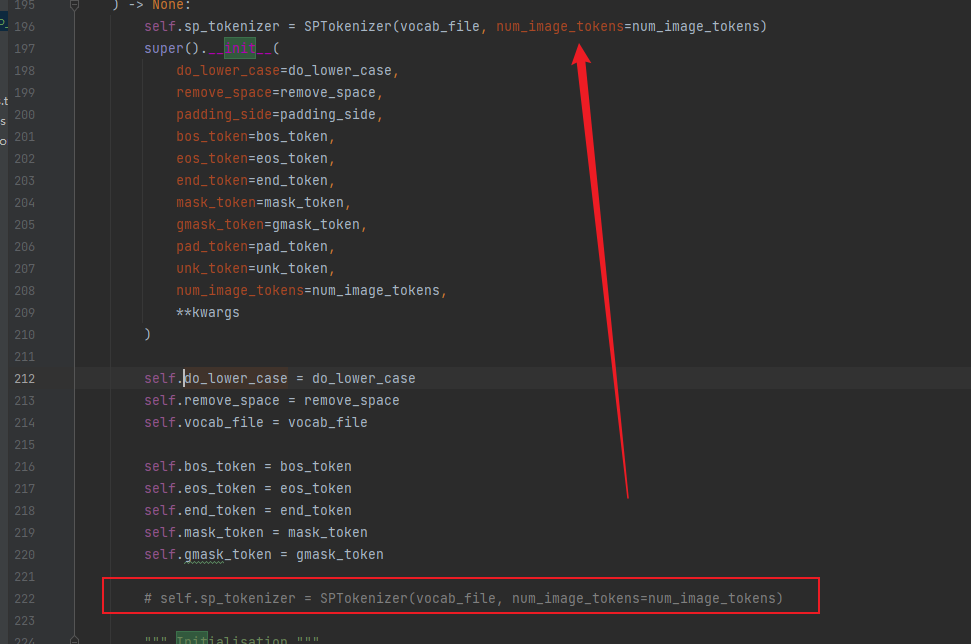 195 ) -> None:
196 self.sp_tokenizer = SPTokenizer(vocab_file, num_image_tokens=num_image_tokens)
197 super().__init__(
198 do_lower_case=do_lower_case,
199 remove_space=remove_space,
200 padding_side=padding_side,
201 bos_token=bos_token,
202 eos_token=eos_token,
203 end_token=end_token,
204 mask_token=mask_token,
205 gmask_token=gmask_token,
206 pad_token=pad_token,
207 unk_token=unk_token,
208 num_image_tokens=num_image_tokens,
209 **kwargs
210 )
211
212 self.do_lower_case = do_lower_case
213 self.remove_space = remove_space
214 self.vocab_file = vocab_file
215
216 self.bos_token = bos_token
217 self.eos_token = eos_token
218 self.end_token = end_token
219 self.mask_token = mask_token
220 self.gmask_token = gmask_token
221
222 # self.sp_tokenizer = SPTokenizer(vocab_file, num_image_tokens=num_image_tokens)
223
224 """ Initialisation """